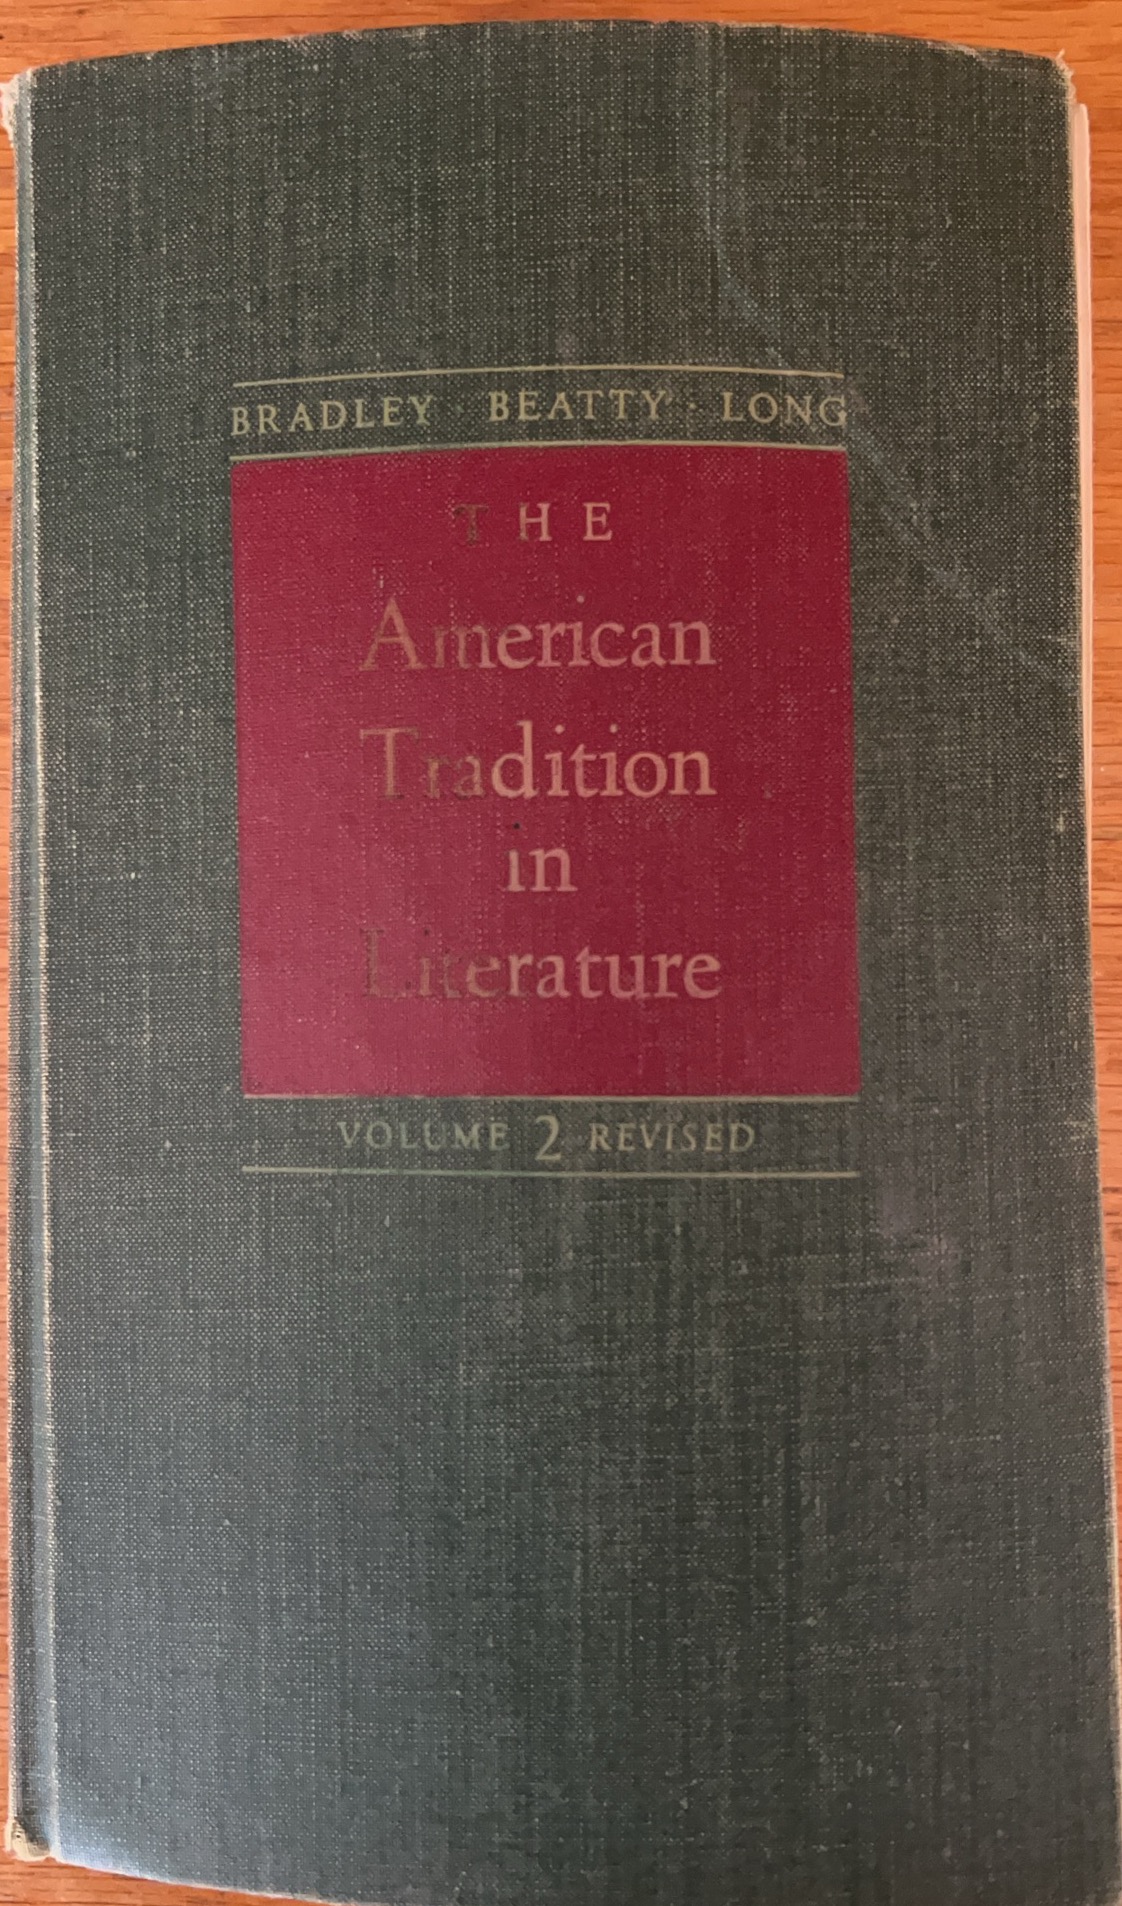 BRADLEY · BEATTY · LONG
THE
American
Tradition
in
Literature
VOLUME 2 REVISED